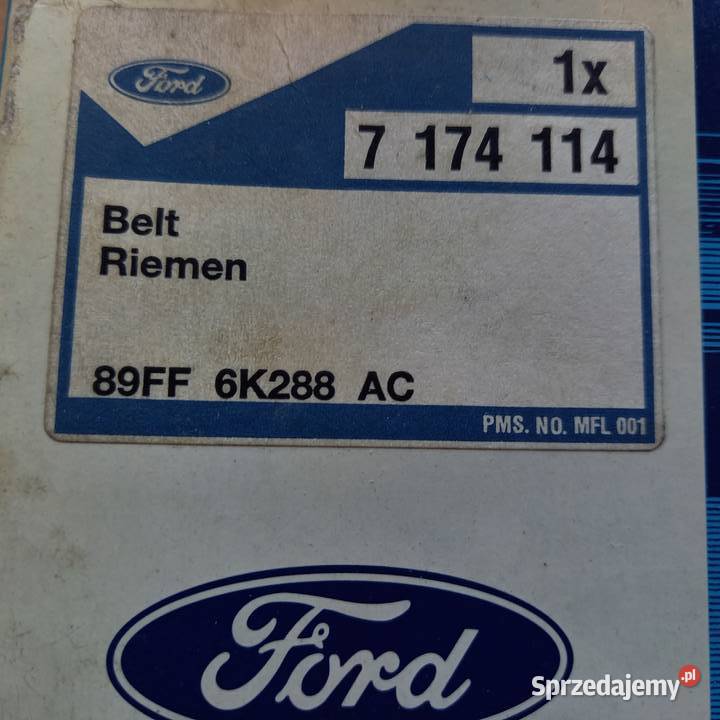 Ford
1x
7 174 114
Belt
Riemen
89FF 6K288 AC
PMS. NO. MFL 001
Ford
Sprzedajemy.pl